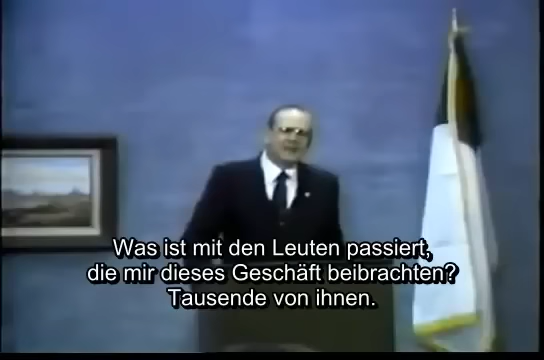 Was ist mit den Leuten passiert,
die mir dieses Geschäft beibrachten?
Tausende von ihnen.